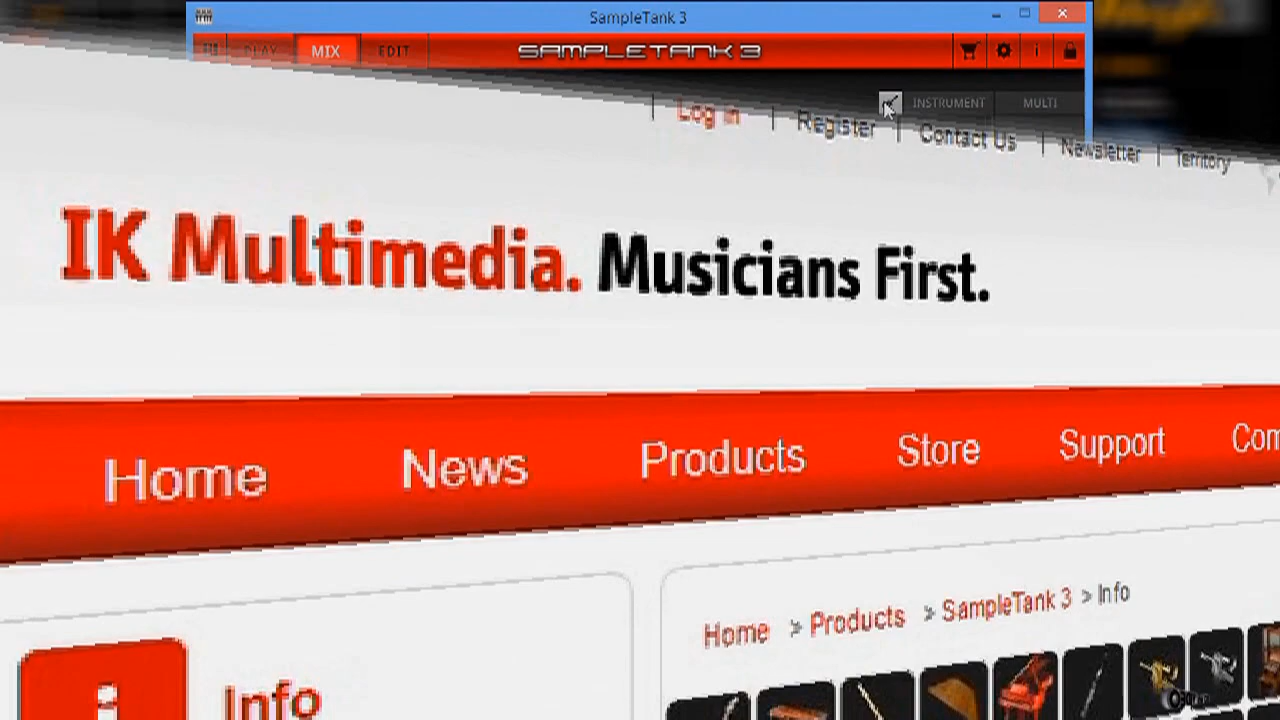 SampleTank 3
PLAY MIX EDIT SAMPLETANK 3 i
INSTRUMENT MULTI
| Log in | Register | Contact Us | Newsletter | Territory
IK Multimedia. Musicians First.
Home News Products Store Support Com
Home > Products > SampleTank 3 > Info
i Info